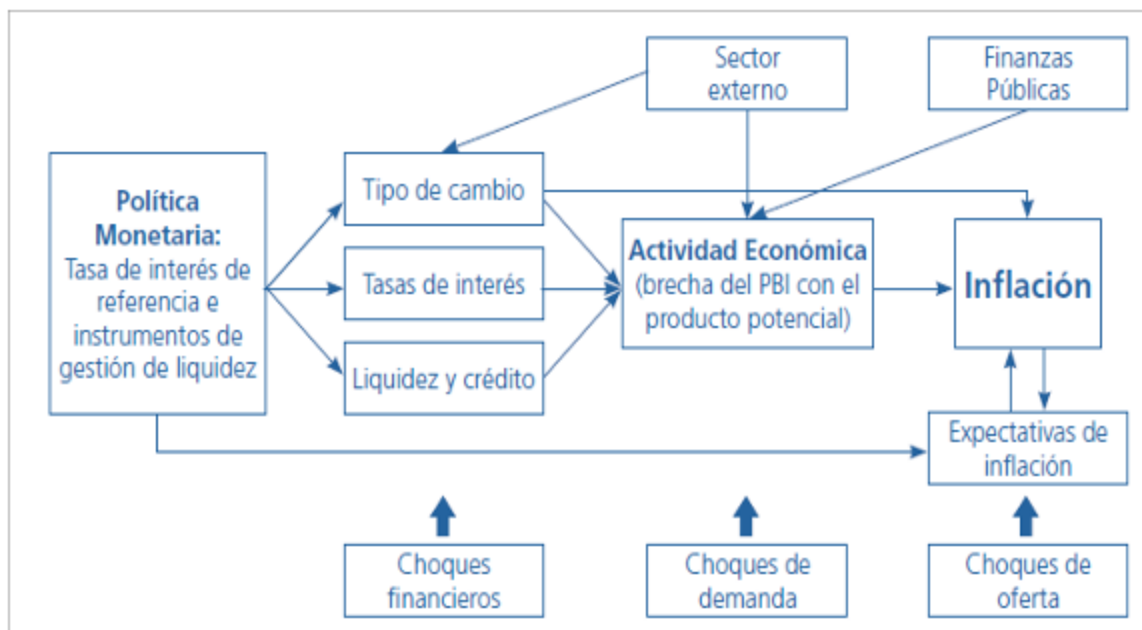 Sector
externo
Finanzas
Públicas
Política
Monetaria:
Tasa de interés de
referencia e
instrumentos de
gestión de liquidez
Tipo de cambio
Tasas de interés
Liquidez y crédito
Actividad Económica
(brecha del PBI con el
producto potencial)
Inflación
Expectativas de
inflación
Choques
financieros
Choques de
demanda
Choques de
oferta